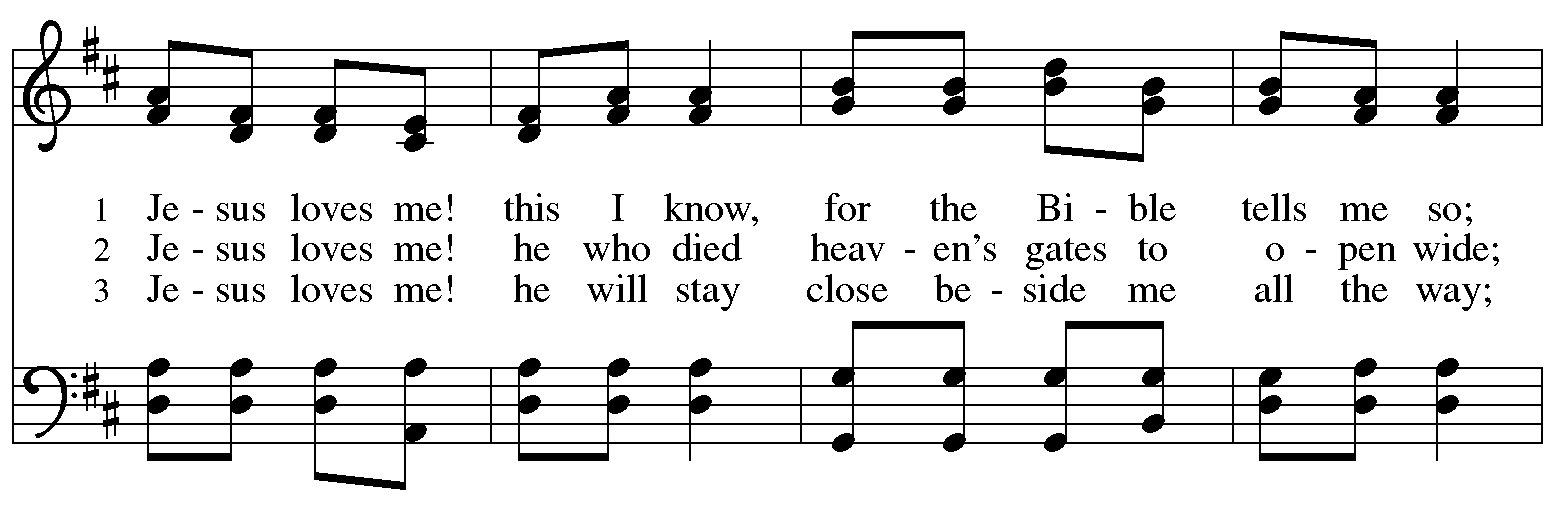 1 Je - sus loves me! this I know, for the Bi - ble tells me so;
2 Je - sus loves me! he who died heav - en's gates to o - pen wide;
3 Je - sus loves me! he will stay close be - side me all the way;